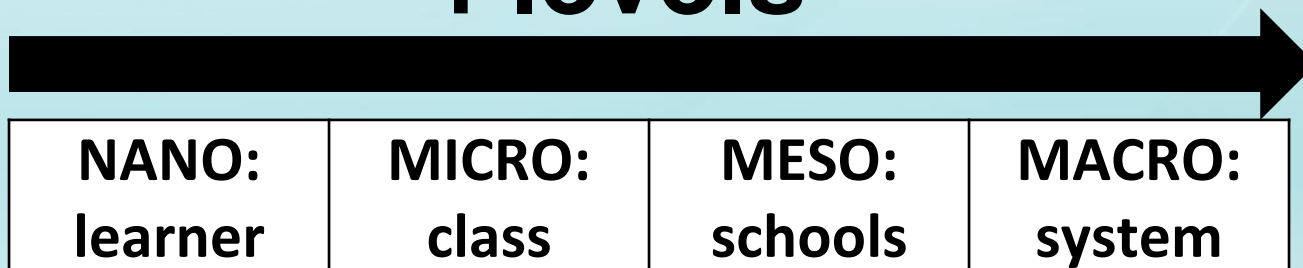 NANO: MICRO: MESO: MACRO:
learner class schools system